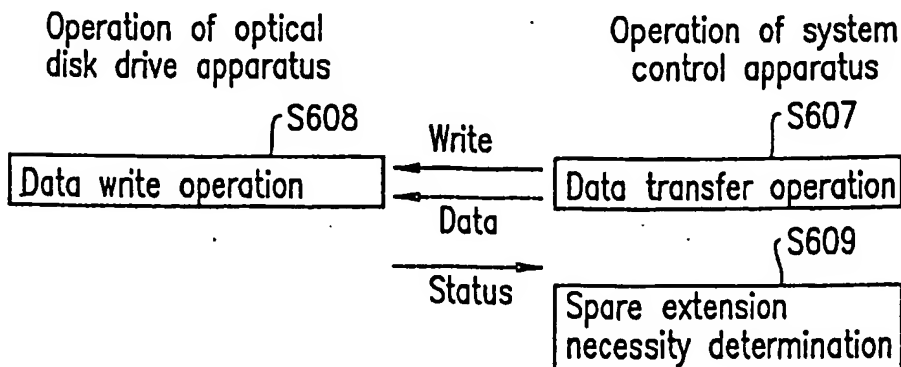 Operation of optical
disk drive apparatus
Operation of system
control apparatus
S608
S607
Write
Data write operation
Data transfer operation
Data
S609
Status
Spare extension
necessity determination